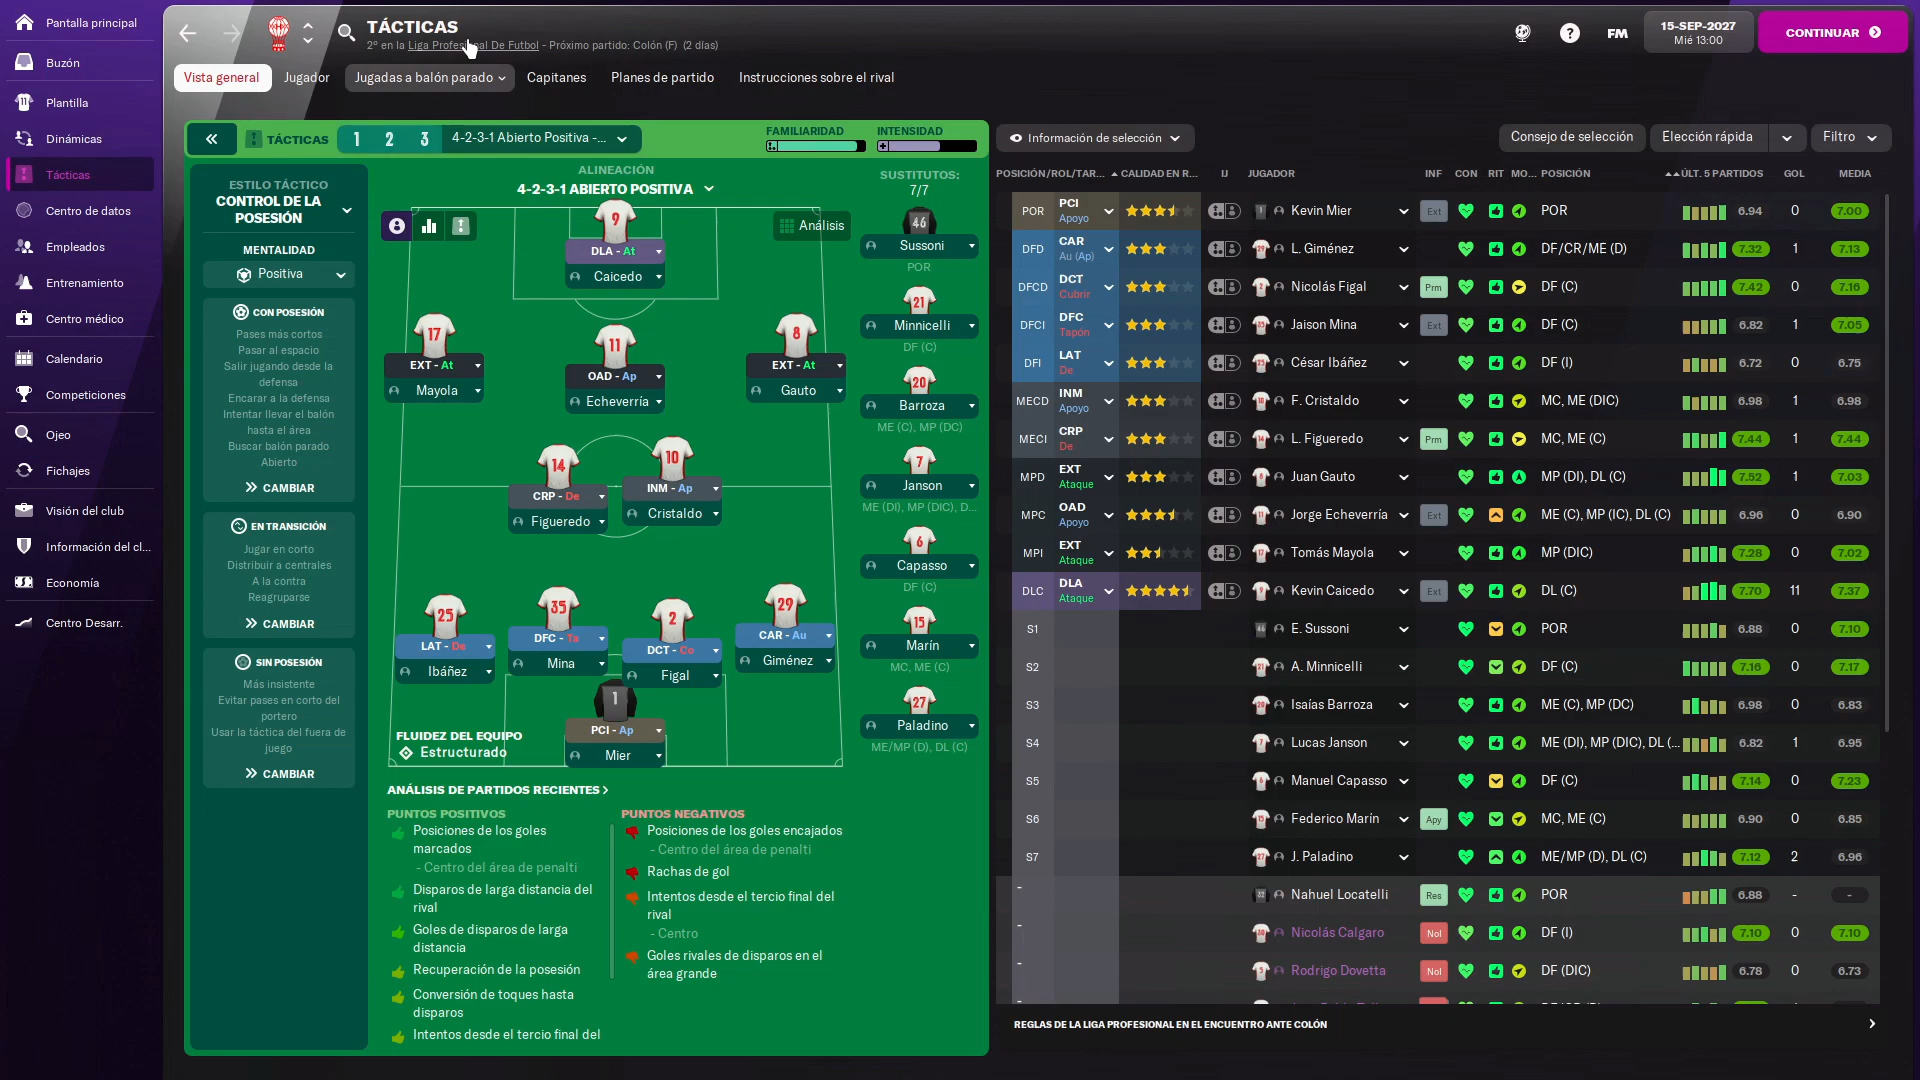 Pantalla principal
Buzón
Plantilla
Dinámicas
Tácticas
Centro de datos
Empleados
Entrenamiento
Centro médico
Calendario
Competiciones
Ojeo
Fichajes
Visión del club
Información del cl...
Economía
Centro Desarr.
TÁCTICAS
2º en la Liga Profesional De Futbol - Próximo partido: Colón (F) (2 días)
FM
15-SEP-2027
Mié 13:00
CONTINUAR
Vista general Jugador Jugadas a balón parado Capitanes Planes de partido Instrucciones sobre el rival
TÁCTICAS 1 2 3 4-2-3-1 Abierto Positiva -...
FAMILIARIDAD INTENSIDAD
ESTILO TÁCTICO
CONTROL DE LA
POSESIÓN
MENTALIDAD
Positiva
CON POSESIÓN
Pases más cortos
Pasar al espacio
Salir jugando desde la
defensa
Encarar a la defensa
Intentar llevar el balón
hasta el área
Buscar balón parado
Abierto
CAMBIAR
EN TRANSICIÓN
Jugar en corto
Distribuir a centrales
A la contra
Reagruparse
CAMBIAR
SIN POSESIÓN
Más insistente
Evitar pases en corto del
portero
Usar la táctica del fuera de
juego
CAMBIAR
ALINEACIÓN
4-2-3-1 ABIERTO POSITIVA
Análisis
9
DLA - At
Caicedo
17
EXT - At
Mayola
11
OAD - Ap
Echeverría
8
EXT - At
Gauto
14
CRP - De
Figueredo
10
INM - Ap
Cristaldo
25
LAT - De
Ibáñez
35
DFC - Ta
Mina
2
DCT - Co
Figal
29
CAR - Au
Giménez
1
PCI - Ap
Mier
FLUIDEZ DEL EQUIPO
Estructurado
SUSTITUTOS:
7/7
46
Sussoni
POR
21
Minnicelli
DF (C)
20
Barroza
ME (C), MP (DC)
7
Janson
ME (DI), MP (DIC), D...
6
Capasso
DF (C)
15
Marín
MC, ME (C)
27
Paladino
ME/MP (D), DL (C)
ANÁLISIS DE PARTIDOS RECIENTES
PUNTOS POSITIVOS
Posiciones de los goles
marcados
- Centro del área de penalti
Disparos de larga distancia del
rival
Goles de disparos de larga
distancia
Recuperación de la posesión
Conversión de toques hasta
disparos
Intentos desde el tercio final del
PUNTOS NEGATIVOS
Posiciones de los goles encajados
- Centro del área de penalti
Rachas de gol
Intentos desde el tercio final del
rival
- Centro
Goles rivales de disparos en el
área grande
Información de selección
Consejo de selección Elección rápida Filtro
POSICIÓN/ROL/TAR... CALIDAD EN R... IJ JUGADOR INF CON RIT MO... POSICIÓN ÚLT. 5 PARTIDOS GOL MEDIA
POR PCI Apoyo Kevin Mier Ext POR 6.94 0 7.00
DFD CAR Au (Ap) L. Giménez DF/CR/ME (D) 7.32 1 7.13
DFCD DCT Cubrir Nicolás Figal Prm DF (C) 7.42 0 7.16
DFCI DFC Tapón Jaison Mina Ext DF (C) 6.82 1 7.05
DFI LAT De César Ibáñez DF (I) 6.72 0 6.75
MECD INM Apoyo F. Cristaldo MC, ME (DIC) 6.98 1 6.98
MECI CRP De L. Figueredo Prm MC, ME (C) 7.44 1 7.44
MPD EXT Ataque Juan Gauto MP (DI), DL (C) 7.52 1 7.03
MPC OAD Apoyo Jorge Echeverría Ext ME (C), MP (IC), DL (C) 6.96 0 6.90
MPI EXT Ataque Tomás Mayola MP (DIC) 7.28 0 7.02
DLC DLA Ataque Kevin Caicedo Ext DL (C) 7.70 11 7.37
S1 E. Sussoni POR 6.88 0 7.10
S2 A. Minnicelli DF (C) 7.16 0 7.17
S3 Isaías Barroza ME (C), MP (DC) 6.98 0 6.83
S4 Lucas Janson ME (DI), MP (DIC), DL (... 6.82 1 6.95
S5 Manuel Capasso DF (C) 7.14 0 7.23
S6 Federico Marín Apy MC, ME (C) 6.90 0 6.85
S7 J. Paladino ME/MP (D), DL (C) 7.12 2 6.96
- Nahuel Locatelli Res POR 6.88 - -
- Nicolás Calgaro Nol DF (I) 7.10 0 7.10
- Rodrigo Dovetta Nol DF (DIC) 6.78 0 6.73
REGLAS DE LA LIGA PROFESIONAL EN EL ENCUENTRO ANTE COLÓN